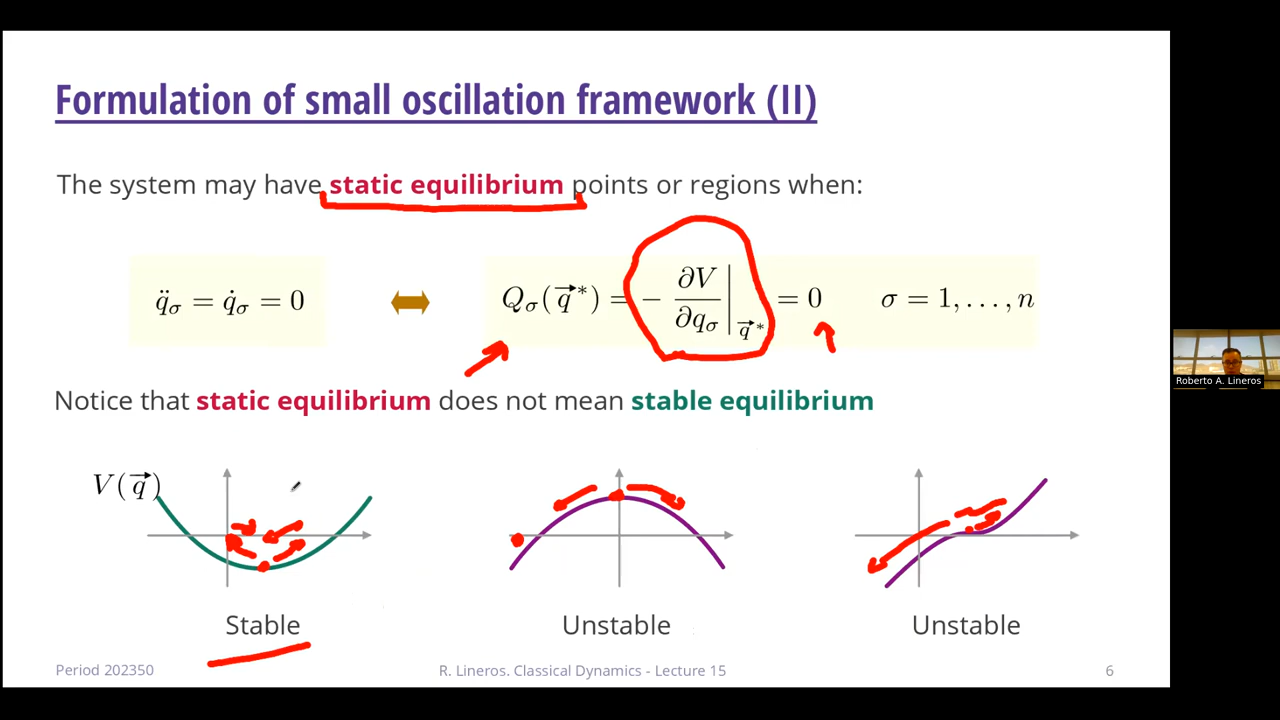 Formulation of small oscillation framework (II)
The system may have static equilibrium points or regions when:
q̈σ = q̇σ = 0 ⟺ Qσ(q⃗*) = − ∂V/∂qσ |q⃗* = 0 σ = 1, . . . , n
Notice that static equilibrium does not mean stable equilibrium
V(q⃗)
Stable Unstable Unstable
Period 202350 R. Lineros. Classical Dynamics - Lecture 15 6
Roberto A. Lineros